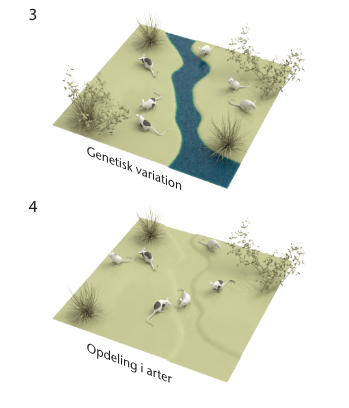 3
Genetisk variation
4
Opdeling i arter